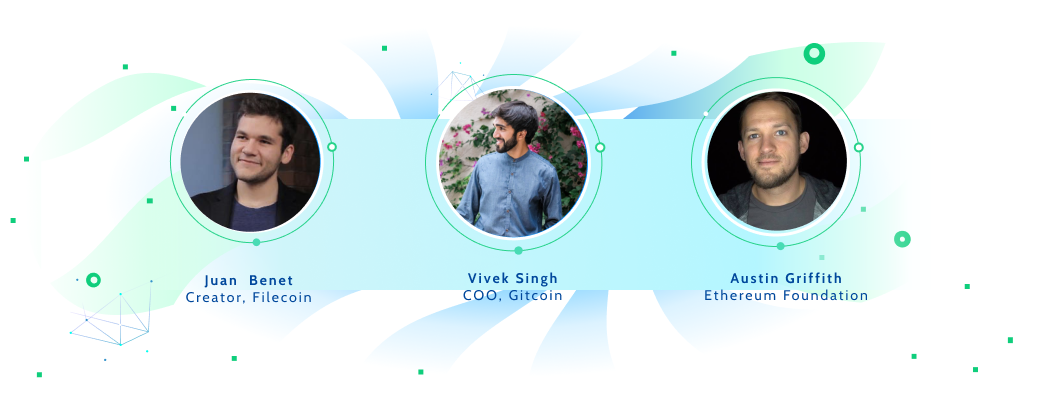 Juan Benet
Creator, Filecoin
Vivek Singh
COO, Gitcoin
Austin Griffith
Ethereum Foundation